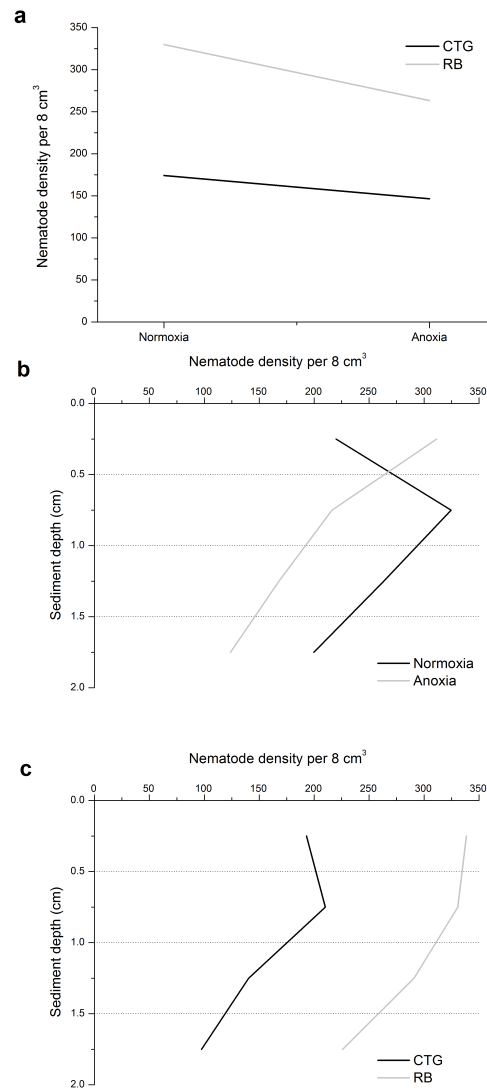 a
350
300
250
200
150
100
50
0
Nematode density per 8 cm³
CTG
RB
Normoxia Anoxia
b
Nematode density per 8 cm³
0 50 100 150 200 250 300 350
0.0
0.5
1.0
1.5
2.0
Sediment depth (cm)
Normoxia
Anoxia
c
Nematode density per 8 cm³
0 50 100 150 200 250 300 350
0.0
0.5
1.0
1.5
2.0
Sediment depth (cm)
CTG
RB